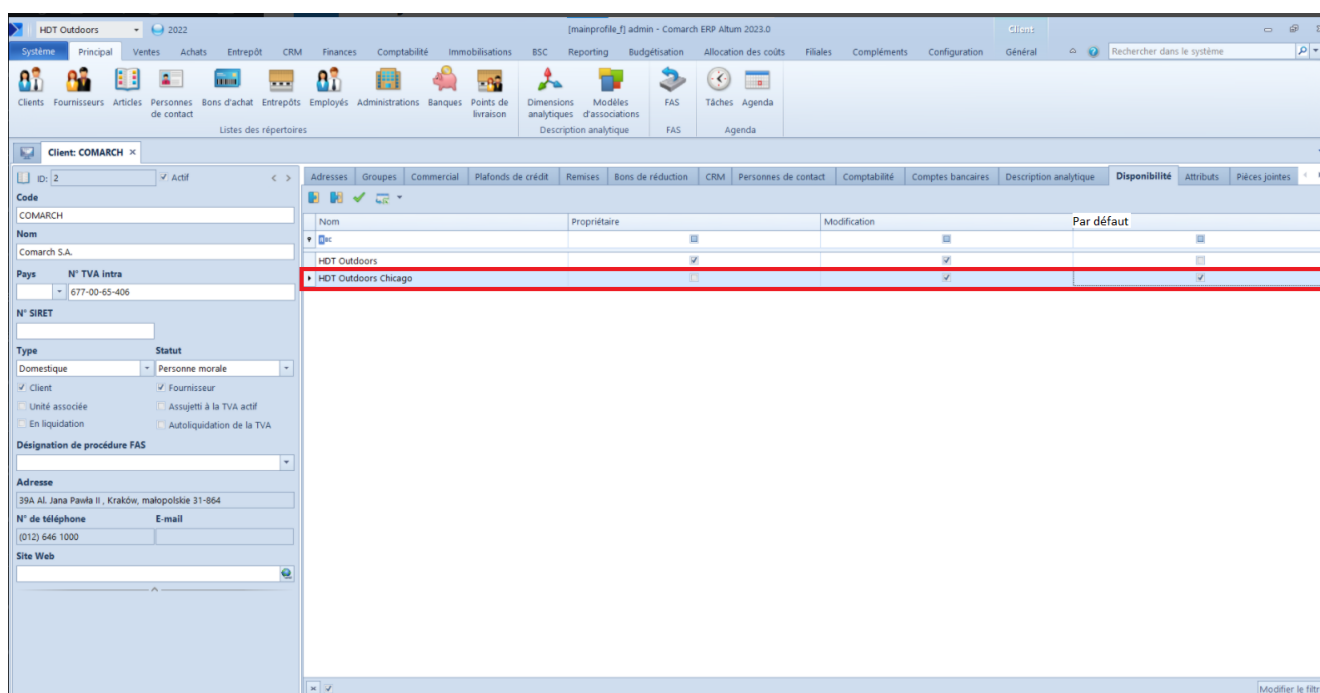 HDT Outdoors 2022 [mainprofile_f] admin - Comarch ERP Altum 2023.0 Client
Système Principal Ventes Achats Entrepôt CRM Finances Comptabilité Immobilisations BSC Reporting Budgétisation Allocation des coûts Filiales Compléments Configuration Général Rechercher dans le système
Clients Fournisseurs Articles Personnes de contact Bons d'achat Entrepôts Employés Administrations Banques Points de livraison Dimensions analytiques Modèles d'associations FAS Tâches Agenda
Listes des répertoires Description analytique FAS Agenda
Client: COMARCH ×
ID: 2 Actif
Adresses Groupes Commercial Plafonds de crédit Remises Bons de réduction CRM Personnes de contact Comptabilité Comptes bancaires Description analytique Disponibilité Attributs Pièces jointes
Code
COMARCH
Nom
Comarch S.A.
Pays N° TVA intra
677-00-65-406
N° SIRET
Type Statut
Domestique Personne morale
Client Fournisseur
Unité associée Assujetti à la TVA actif
En liquidation Autoliquidation de la TVA
Désignation de procédure FAS
Adresse
39A Al. Jana Pawła II , Kraków, małopolskie 31-864
N° de téléphone E-mail
(012) 646 1000
Site Web
Nom Propriétaire Modification Par défaut
HDT Outdoors
HDT Outdoors Chicago